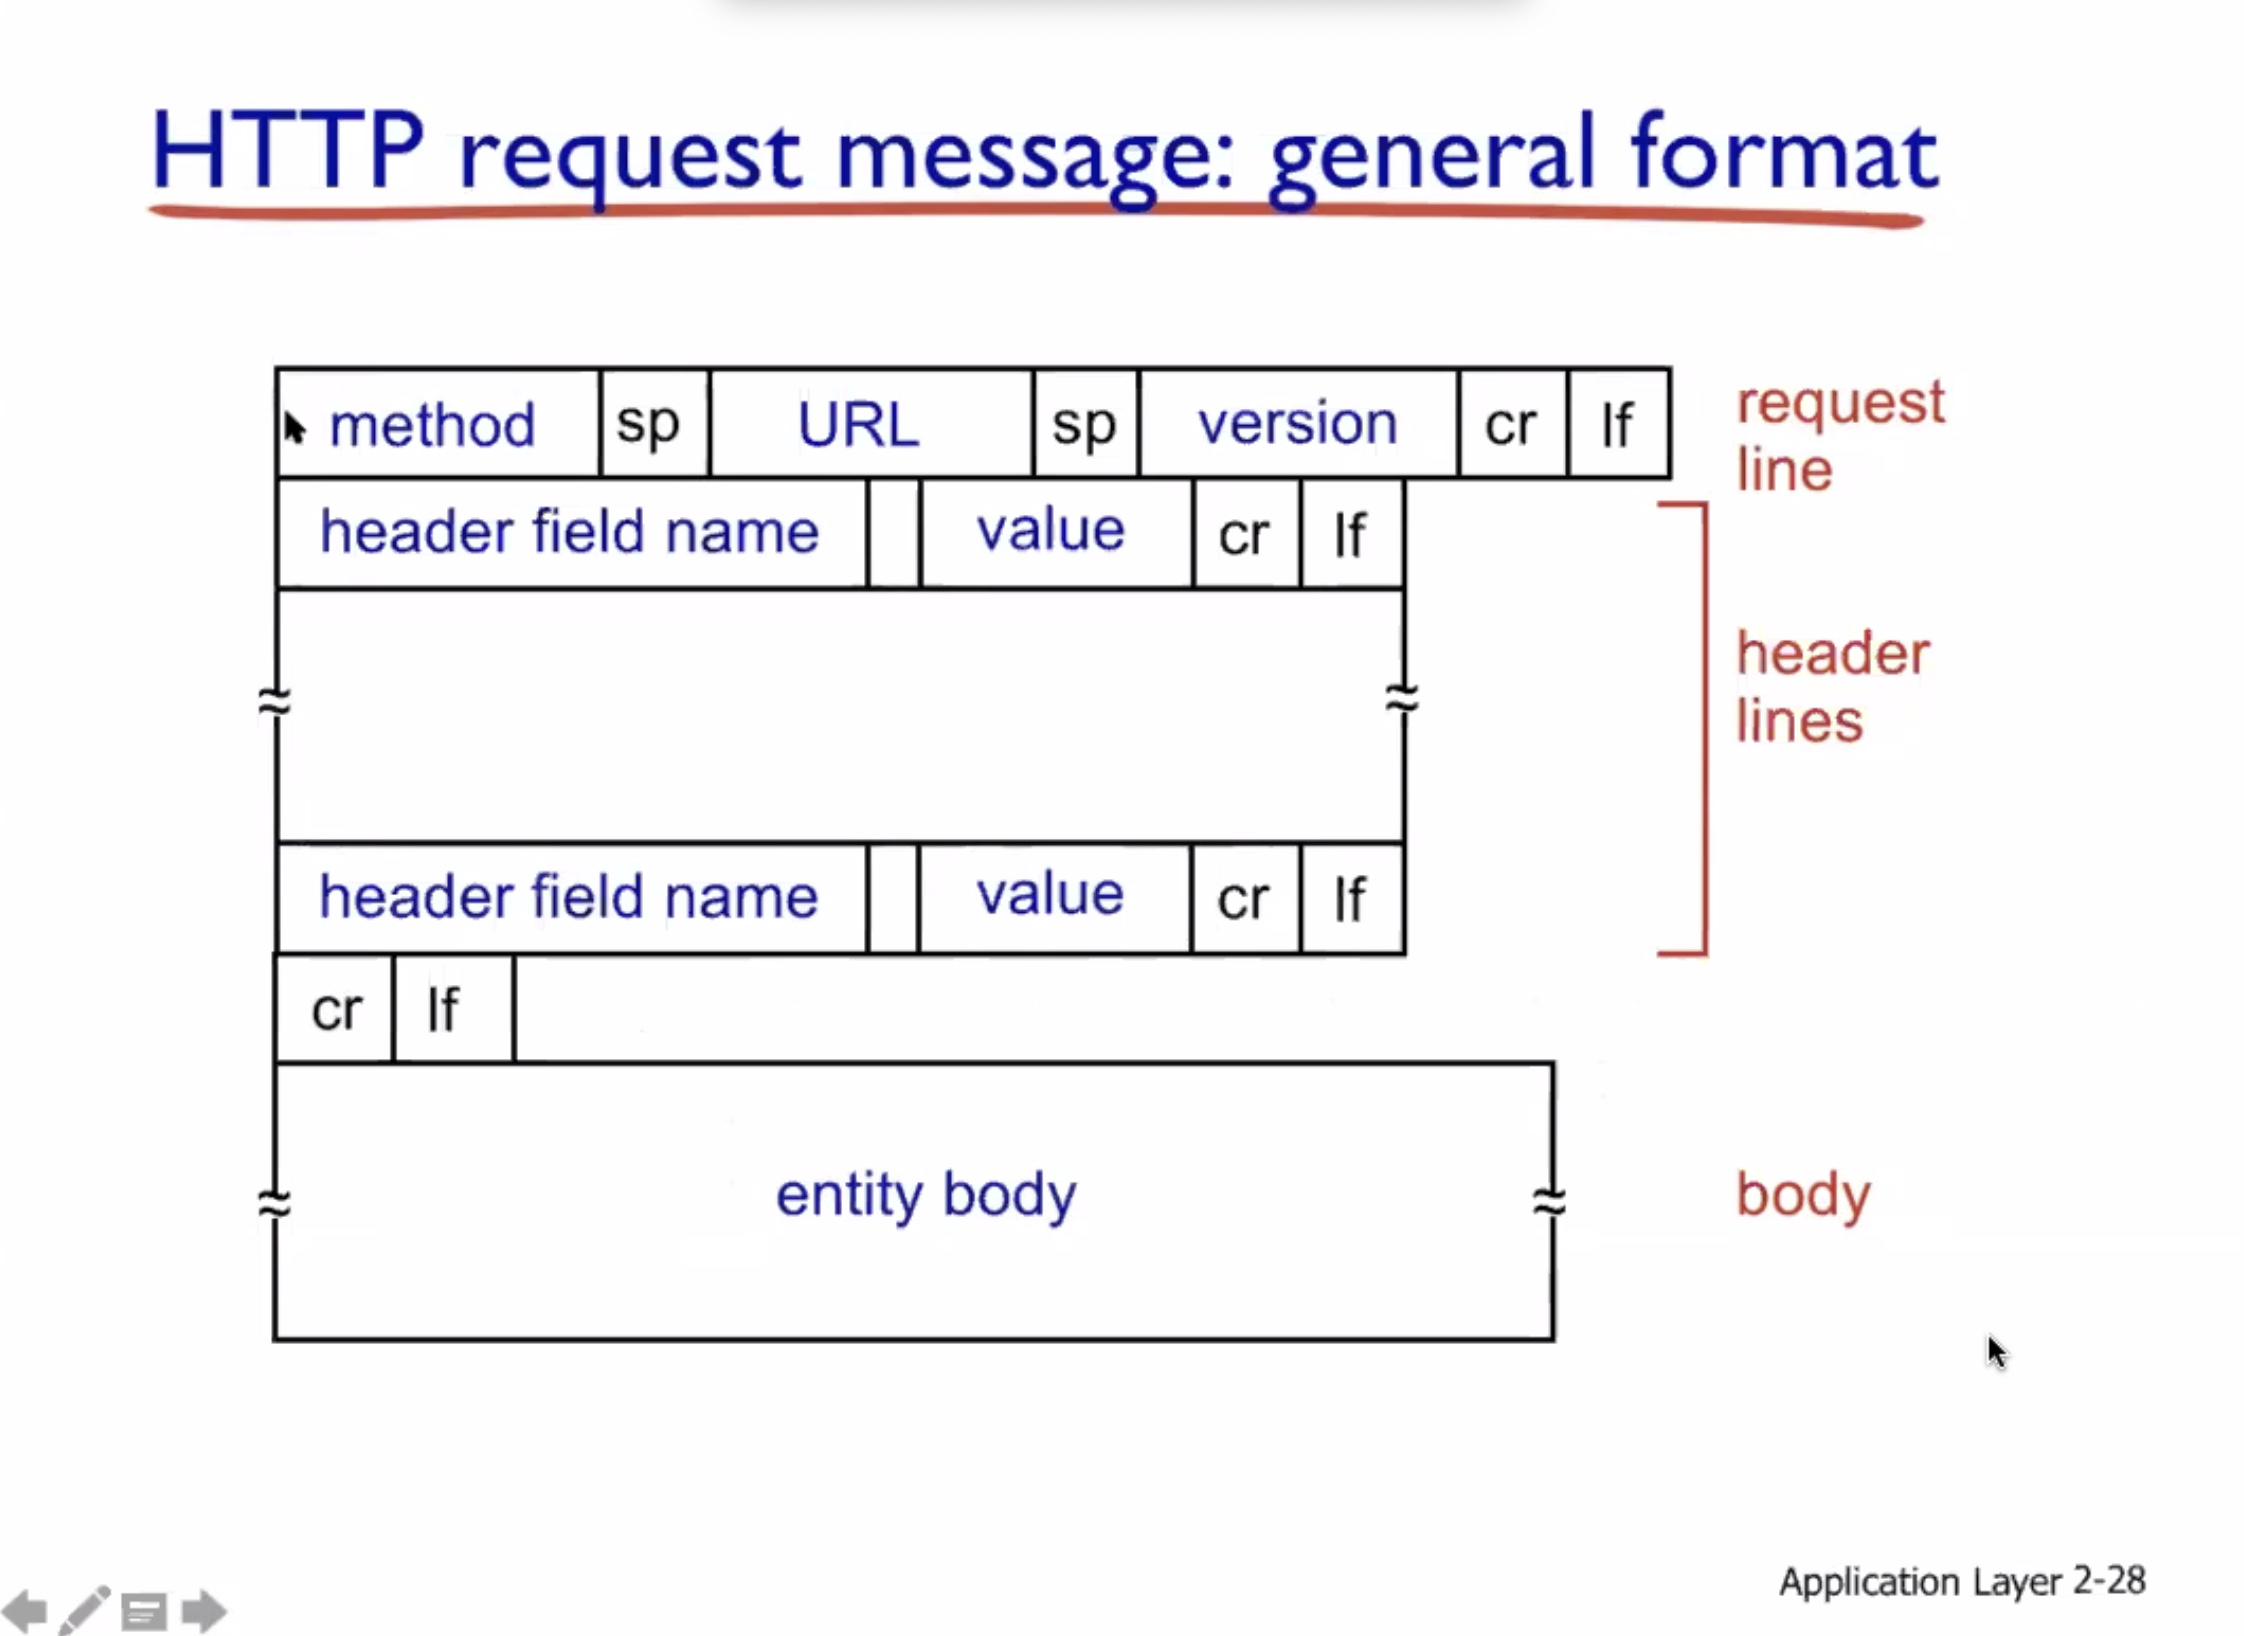 HTTP request message: general format
method sp URL sp version cr lf
request
line
header field name value cr lf
header
lines
header field name value cr lf
cr lf
entity body
body
Application Layer 2-28